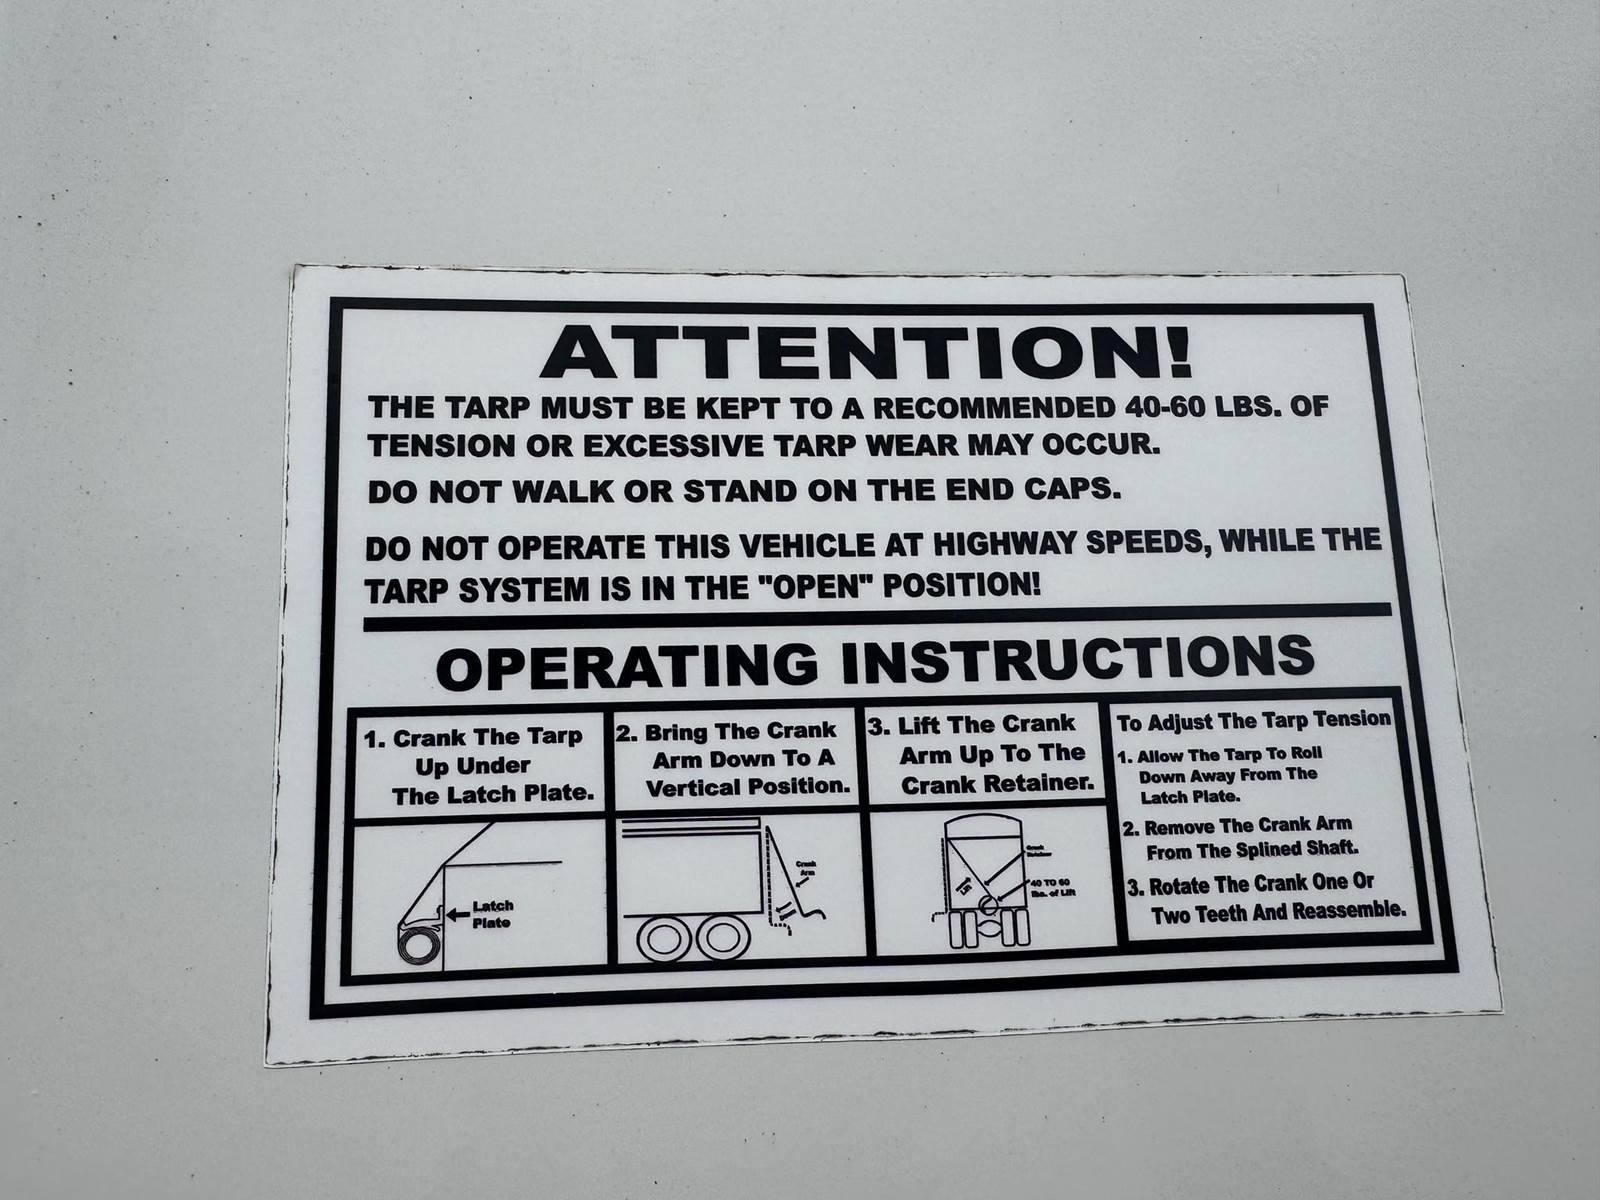 ATTENTION!
THE TARP MUST BE KEPT TO A RECOMMENDED 40-60 LBS. OF
TENSION OR EXCESSIVE TARP WEAR MAY OCCUR.
DO NOT WALK OR STAND ON THE END CAPS.
DO NOT OPERATE THIS VEHICLE AT HIGHWAY SPEEDS, WHILE THE
TARP SYSTEM IS IN THE "OPEN" POSITION!
OPERATING INSTRUCTIONS
1. Crank The Tarp
Up Under
The Latch Plate.
Latch
Plate
2. Bring The Crank
Arm Down To A
Vertical Position.
Crank
Arm
3. Lift The Crank
Arm Up To The
Crank Retainer.
Crank
Retainer
Lift
40 TO 60
lbs. of Lift
To Adjust The Tarp Tension
1. Allow The Tarp To Roll
Down Away From The
Latch Plate.
2. Remove The Crank Arm
From The Splined Shaft.
3. Rotate The Crank One Or
Two Teeth And Reassemble.